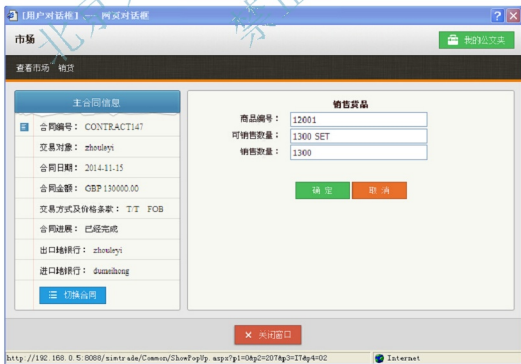 [用户对话框] -- 网页对话框
市场
我的公文夹
查看市场 销货
主合同信息
合同编号： CONTRACT147
交易对象： zhouleyi
合同日期： 2014-11-15
合同金额： GBP 130000.00
交易方式及价格条款： T/T FOB
合同进展： 已经完成
出口地银行： zhouleyi
进口地银行： dumeihong
切换合同
销售货品
商品编号： 12001
可销售数量： 1300 SET
销售数量： 1300
确 定
取 消
关闭窗口
http://192.168.0.5:8088/simtrade/Common/ShowPopUp.aspx?p1=0&p2=207&p3=17&p4=02
Internet